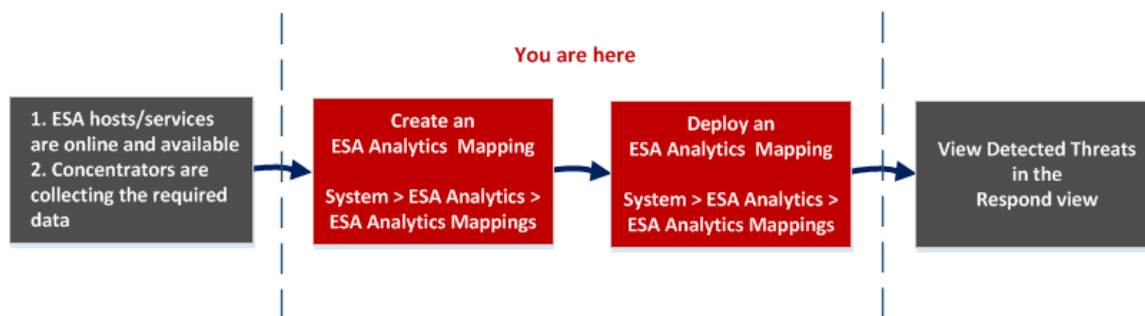 You are here
1. ESA hosts/services
are online and available
2. Concentrators are
collecting the required
data
Create an
ESA Analytics Mapping
System > ESA Analytics >
ESA Analytics Mappings
Deploy an
ESA Analytics Mapping
System > ESA Analytics >
ESA Analytics Mappings
View Detected Threats
in the
Respond view